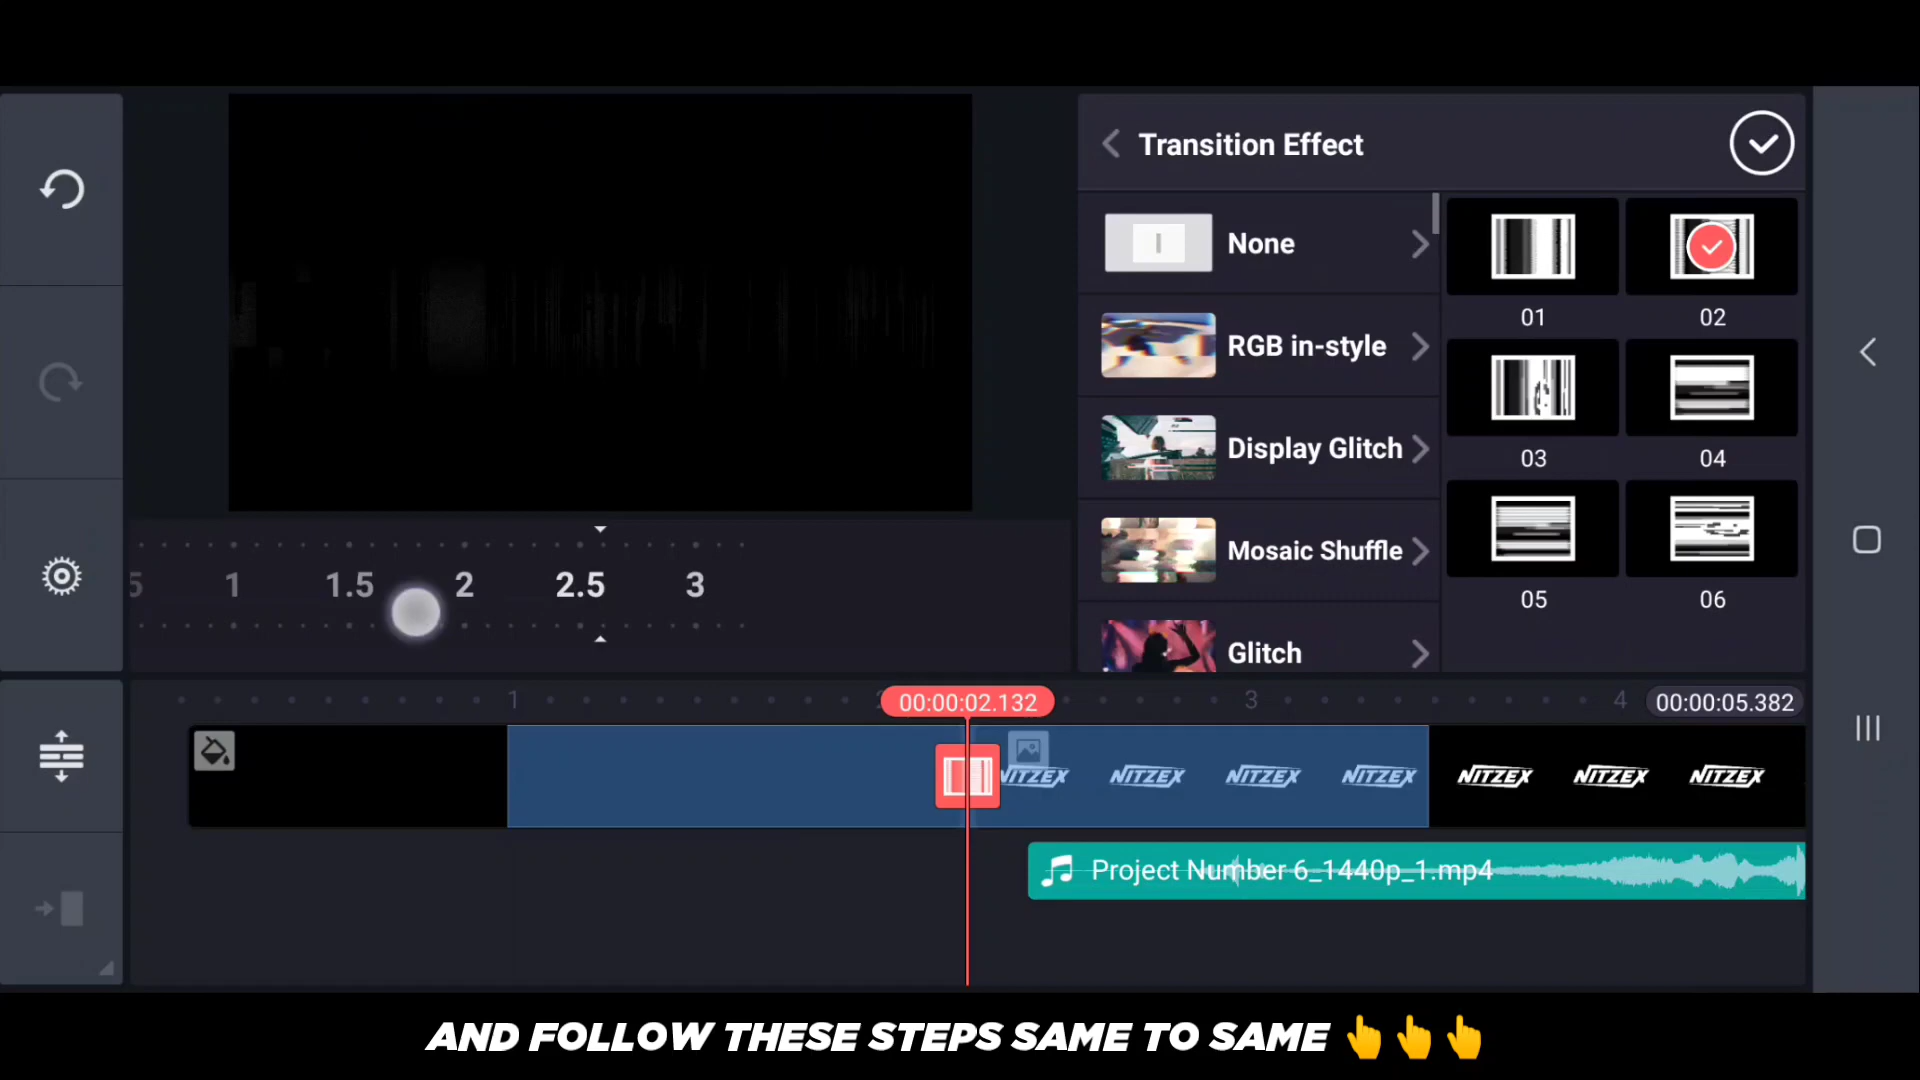 Transition Effect
None
RGB in-style
Display Glitch
Mosaic Shuffle
Glitch
01
02
03
04
05
06
5 1 1.5 2 2.5 3
1 2 3 4
00:00:02.132
00:00:05.382
NITZEX NITZEX NITZEX NITZEX NITZEX NITZEX NITZEX
Project Number 6_1440p_1.mp4
AND FOLLOW THESE STEPS SAME TO SAME 👆👆👆